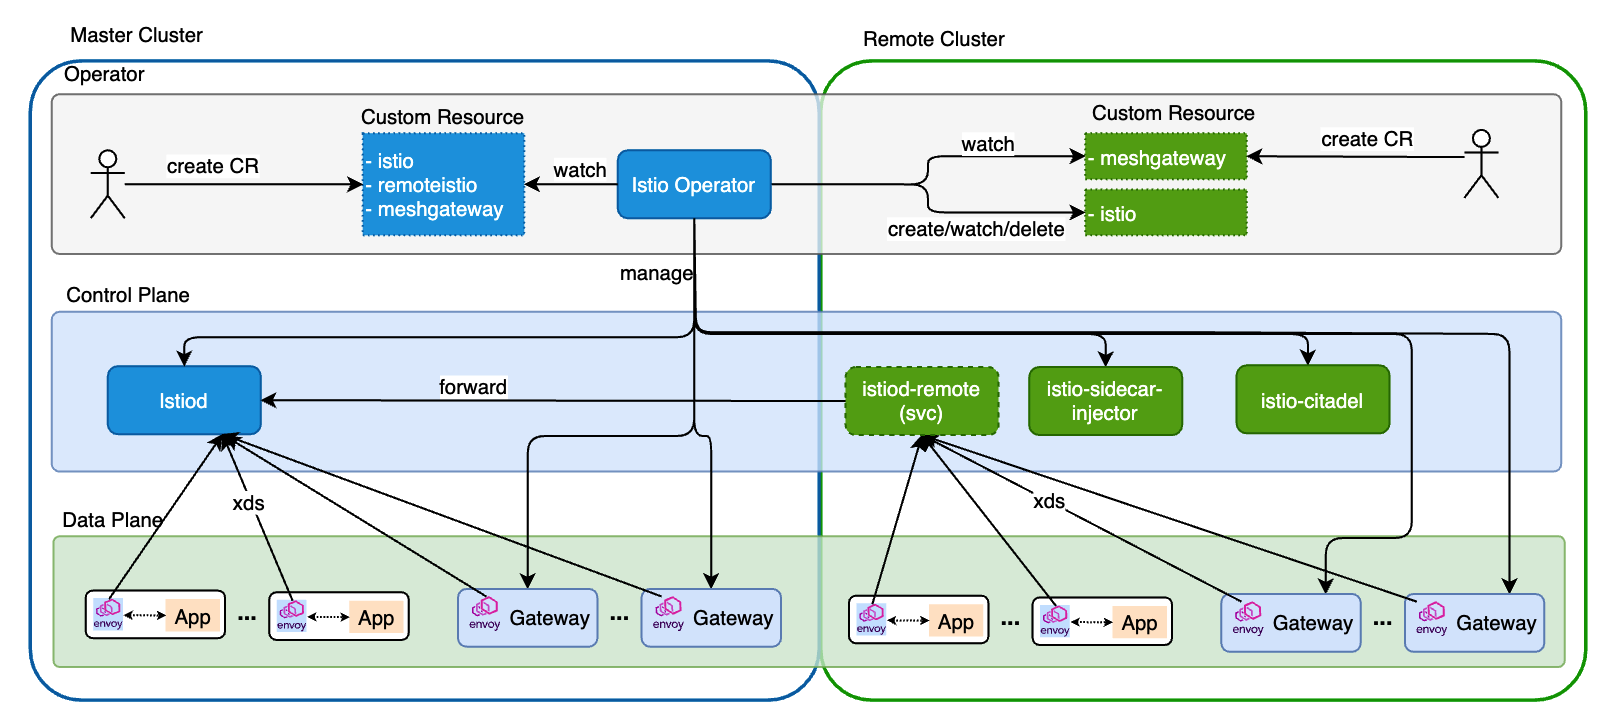 Master Cluster
Remote Cluster
Operator
Custom Resource
Custom Resource
create CR
- istio
- remoteistio
- meshgateway
watch
Istio Operator
watch
- meshgateway
create CR
- istio
create/watch/delete
manage
Control Plane
Istiod
forward
istiod-remote
(svc)
istio-sidecar-
injector
istio-citadel
xds
xds
Data Plane
envoy
App
...
envoy
App
envoy
Gateway
...
envoy
Gateway
envoy
App
...
envoy
App
envoy
Gateway
...
envoy
Gateway